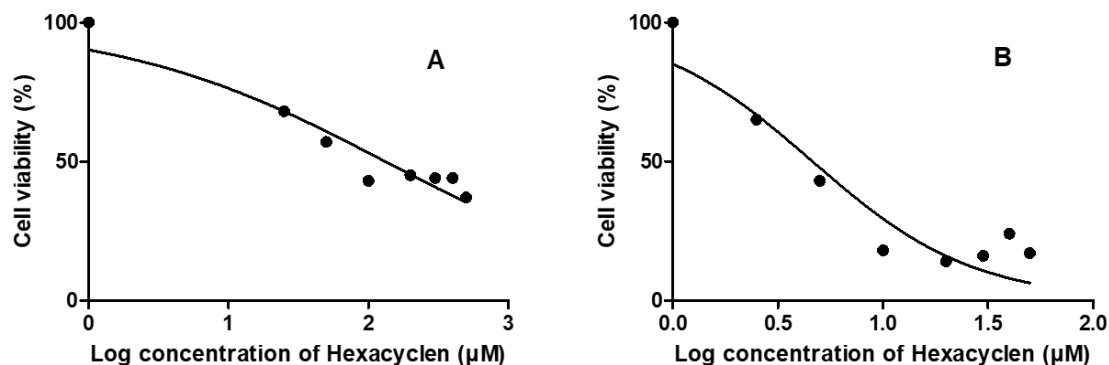 A
Cell viability (%)
100
50
0
0
1
2
3
Log concentration of Hexacyclen (µM)
B
Cell viability (%)
100
50
0
0.0
0.5
1.0
1.5
2.0
Log concentration of Hexacyclen (µM)